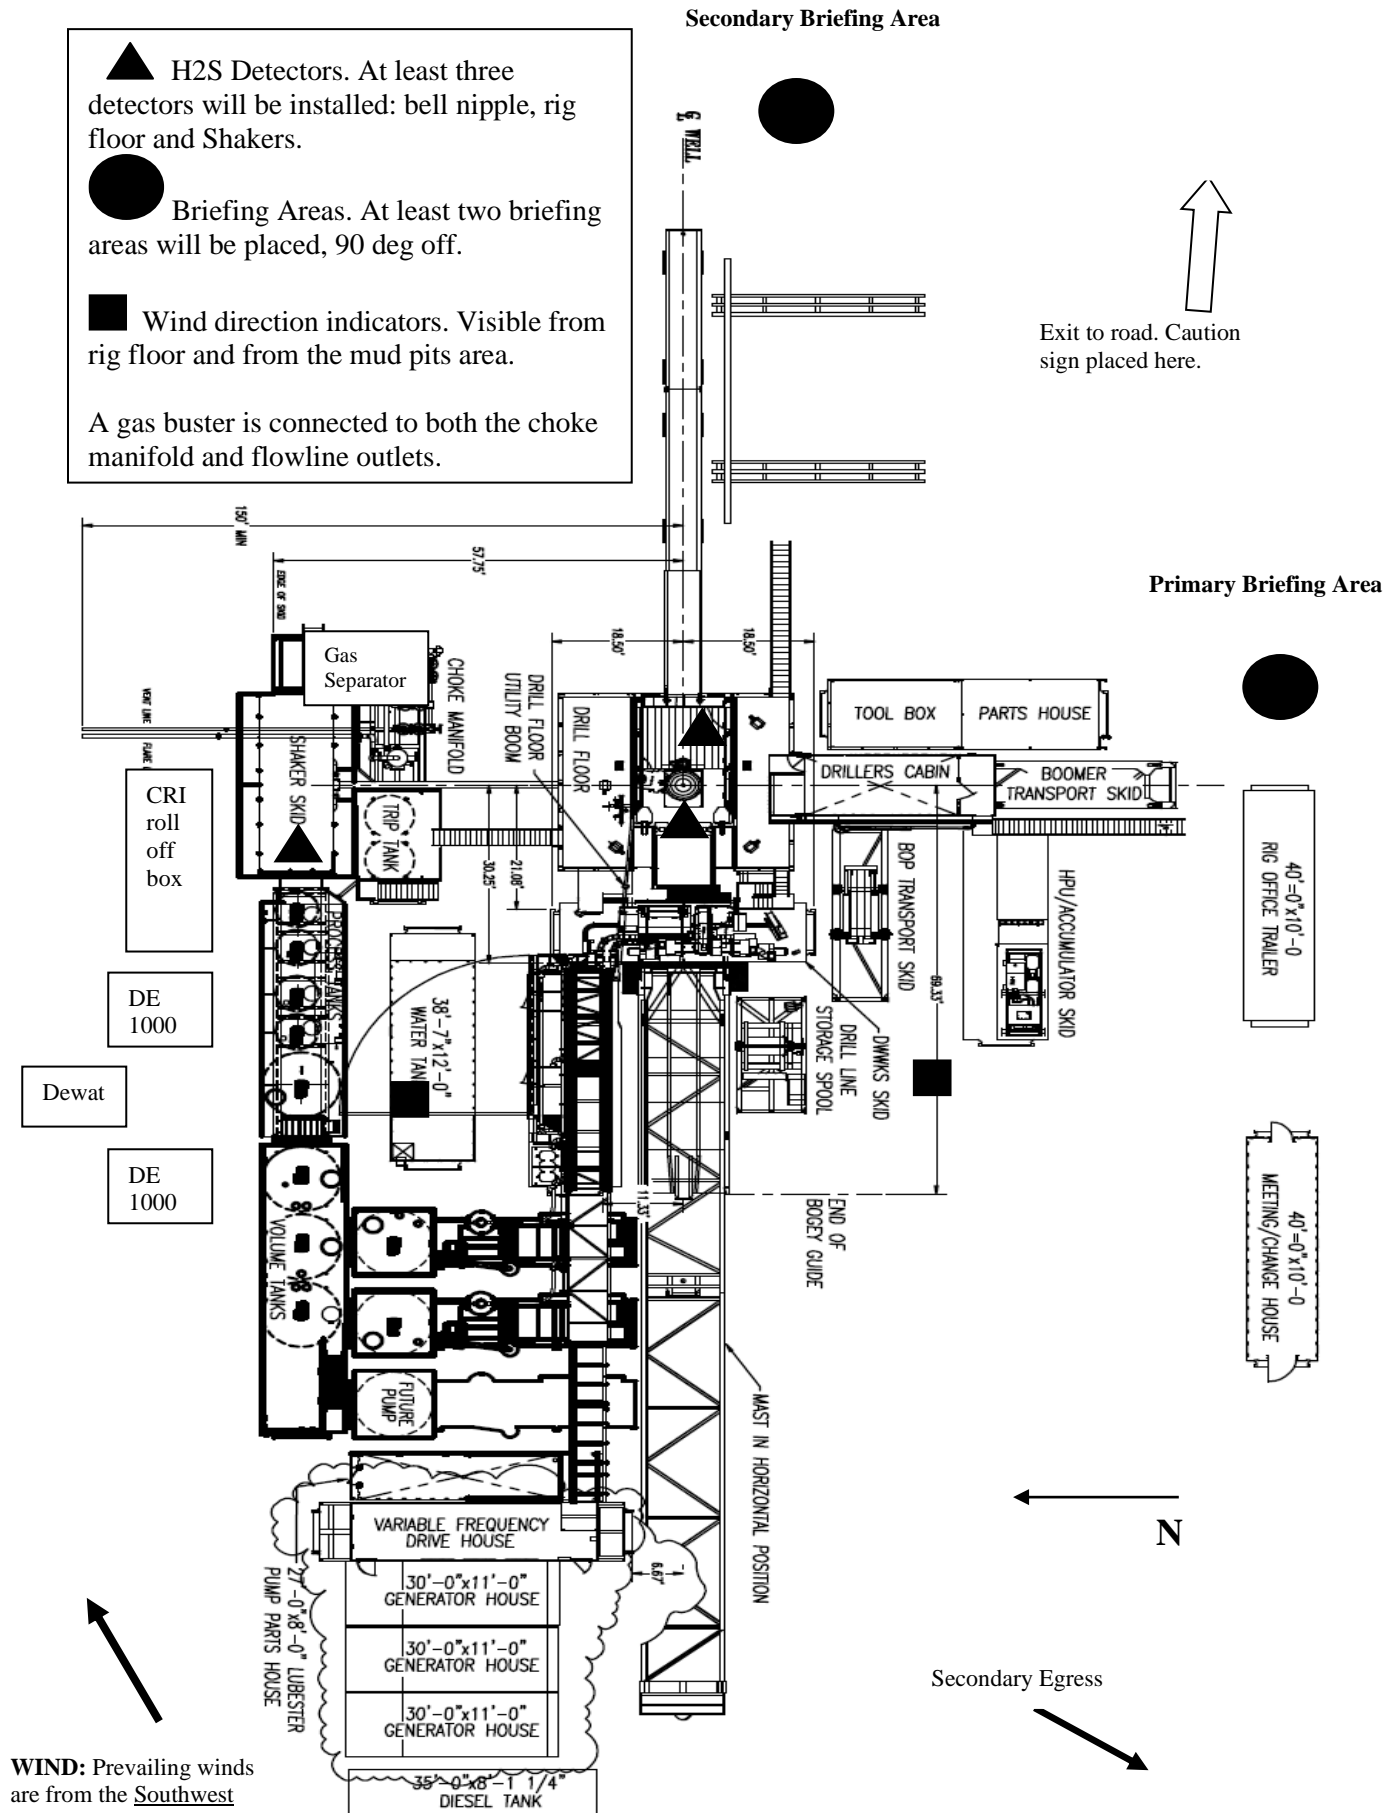 Secondary Briefing Area
H2S Detectors. At least three
detectors will be installed: bell nipple, rig
floor and Shakers.
Briefing Areas. At least two briefing
areas will be placed, 90 deg off.
Wind direction indicators. Visible from
rig floor and from the mud pits area.
A gas buster is connected to both the choke
manifold and flowline outlets.
WELL
Exit to road. Caution
sign placed here.
150' MIN
57.75'
EDGE OF SKID
Primary Briefing Area
18.50'
18.50'
Gas
Separator
CHOKE MANIFOLD
DRILL FLOOR
UTILITY BOOM
DRILL FLOOR
TOOL BOX
PARTS HOUSE
VENT LINE
FLARE
SHAKER SKID
CRI
roll
off
box
TRIP TANK
DRILLERS CABIN
BOOMER
TRANSPORT SKID
30.25'
21.08'
BOP TRANSPORT SKID
HPU/ACCUMULATOR SKID
40'=0"x10'-0
RIG OFFICE TRAILER
PROCESS TANKS
DE
1000
38'-7"x12'-0"
WATER TAN
69.33'
DWWKS SKID
DRILL LINE
STORAGE SPOOL
Dewat
DE
1000
VOLUME TANKS
11.33'
END OF
BOGEY GUIDE
40'=0"x10'-0
MEETING/CHANGE HOUSE
FUTURE
PUMP
MAST IN HORIZONTAL POSITION
N
VARIABLE FREQUENCY
DRIVE HOUSE
6.67'
27'-0"x8'-0" LUBESTER
PUMP PARTS HOUSE
30'-0"x11'-0"
GENERATOR HOUSE
30'-0"x11'-0"
GENERATOR HOUSE
30'-0"x11'-0"
GENERATOR HOUSE
Secondary Egress
WIND: Prevailing winds
are from the Southwest
35'-0"x8'-1 1/4"
DIESEL TANK